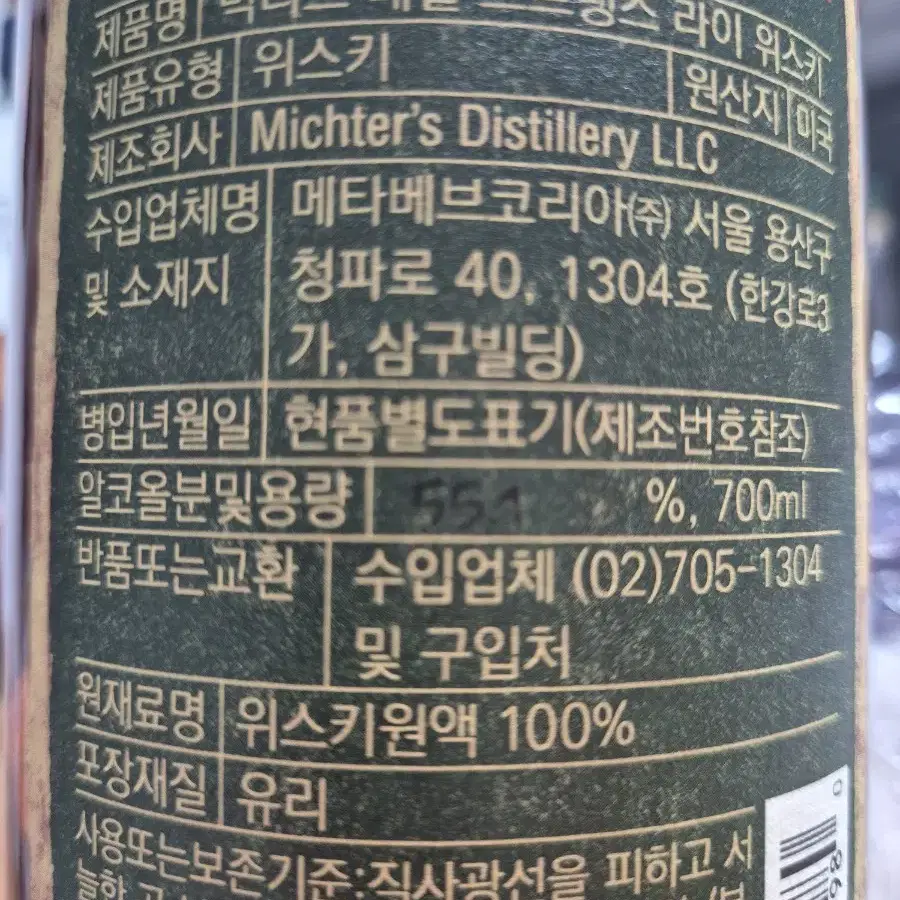 제품명 라이 위스키
제품유형 위스키 원산지 미국
제조회사 Michter's Distillery LLC
수입업체명 메타베브코리아(주) 서울 용산구
및 소재지 청파로 40, 1304호 (한강로3
가, 삼구빌딩)
병입년월일 현품별도표기(제조번호참조)
알코올분및용량 55.1 %, 700ml
반품또는교환 수입업체 (02)705-1304
및 구입처
원재료명 위스키원액 100%
포장재질 유리
사용또는보존기준:직사광선을 피하고 서
늘한